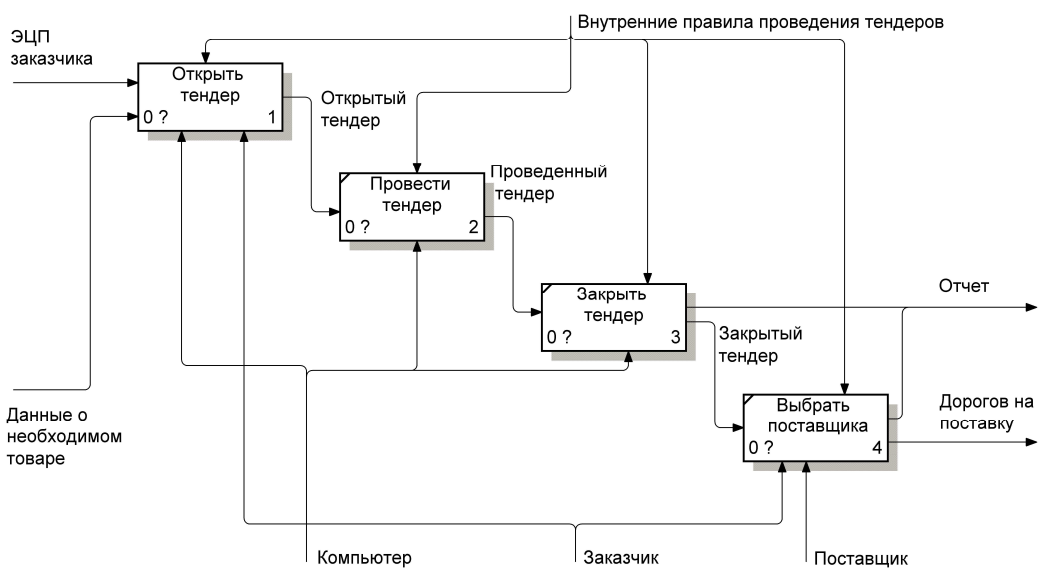 Внутренние правила проведения тендеров
ЭЦП
заказчика
Открыть
тендер
0 ?
1
Открытый
тендер
Провести
тендер
0 ?
2
Проведенный
тендер
Закрыть
тендер
0 ?
3
Отчет
Закрытый
тендер
Выбрать
поставщика
0 ?
4
Дорогов на
поставку
Данные о
необходимом
товаре
Компьютер
Заказчик
Поставщик